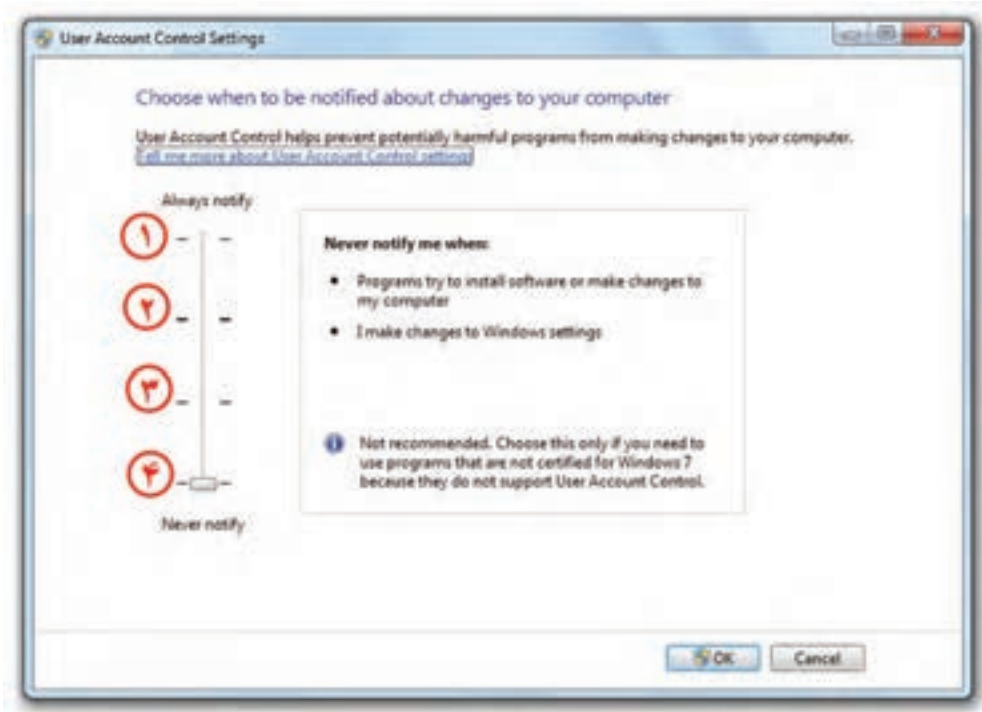 User Account Control Settings
Choose when to be notified about changes to your computer
User Account Control helps prevent potentially harmful programs from making changes to your computer.
Tell me more about User Account Control settings
Always notify
۱
۲
۳
۴
Never notify
Never notify me when:
• Programs try to install software or make changes to
my computer
• I make changes to Windows settings
Not recommended. Choose this only if you need to
use programs that are not certified for Windows 7
because they do not support User Account Control.
OK
Cancel